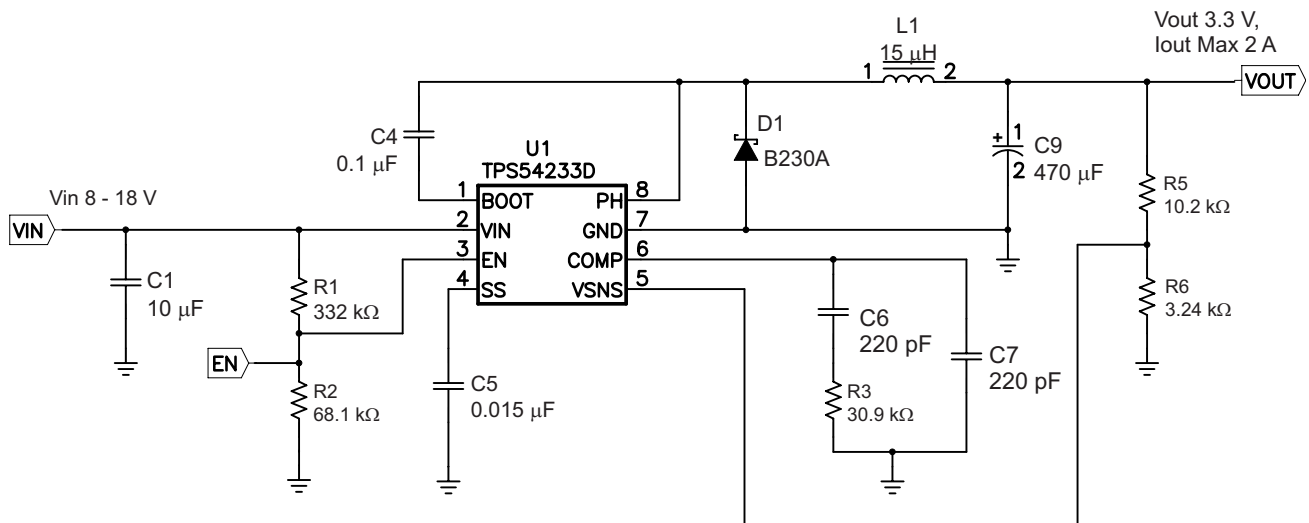 Vout 3.3 V,
Iout Max 2 A
L1
15 μH
1 2
VOUT
C4
0.1 μF
D1
B230A
1
2
C9
470 μF
R5
10.2 kΩ
U1
TPS54233D
1 BOOT PH 8
2 VIN GND 7
3 EN COMP 6
4 SS VSNS 5
Vin 8 - 18 V
VIN
C1
10 μF
R1
332 kΩ
EN
R2
68.1 kΩ
C5
0.015 μF
C6
220 pF
R3
30.9 kΩ
C7
220 pF
R6
3.24 kΩ